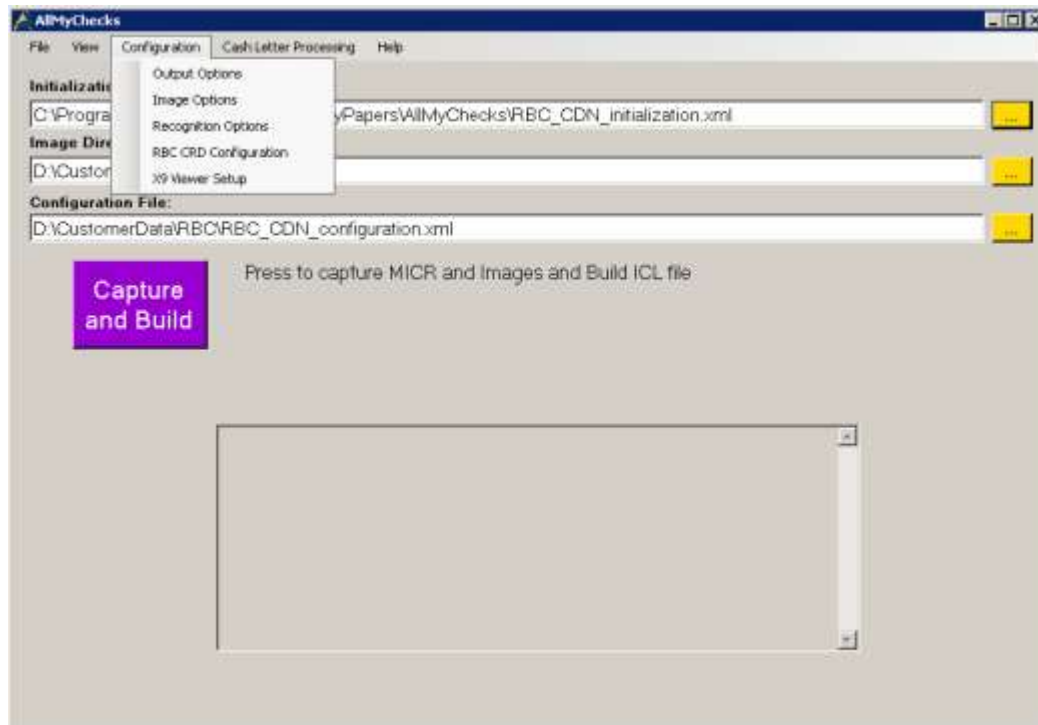 AllMyChecks
File View Configuration Cash Letter Processing Help
Output Options
Image Options
Recognition Options
RBC CRD Configuration
X9 Viewer Setup
Initializatio
C:\Progra yPapers\AllMyChecks\RBC_CDN_initialization.xml ...
Image Dire
D:\Custor ...
Configuration File:
D:\CustomerData\RBC\RBC_CDN_configuration.xml ...
Capture
and Build
Press to capture MICR and Images and Build ICL file